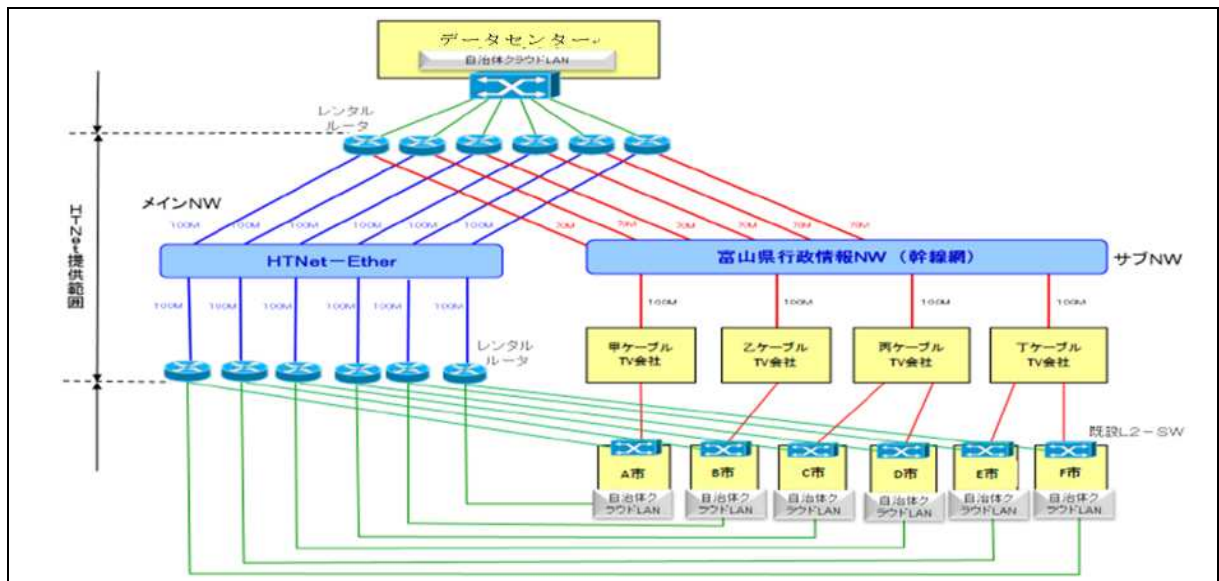 データセンター
自治体クラウドLAN
レンタル
ルータ
メインNW
HTNet提供範囲
100M 100M 100M 100M 100M 100M
70M 70M 70M 70M 70M 70M
HTNet－Ether
富山県行政情報NW（幹線網）
サブNW
100M 100M 100M 100M 100M 100M
100M 100M 100M 100M
レンタル
ルータ
甲ケーブル
TV会社
乙ケーブル
TV会社
丙ケーブル
TV会社
丁ケーブル
TV会社
既設L2－SW
A市
B市
C市
D市
E市
F市
自治体ク
ラウドLAN
自治体ク
ラウドLAN
自治体ク
ラウドLAN
自治体ク
ラウドLAN
自治体ク
ラウドLAN
自治体ク
ラウドLAN